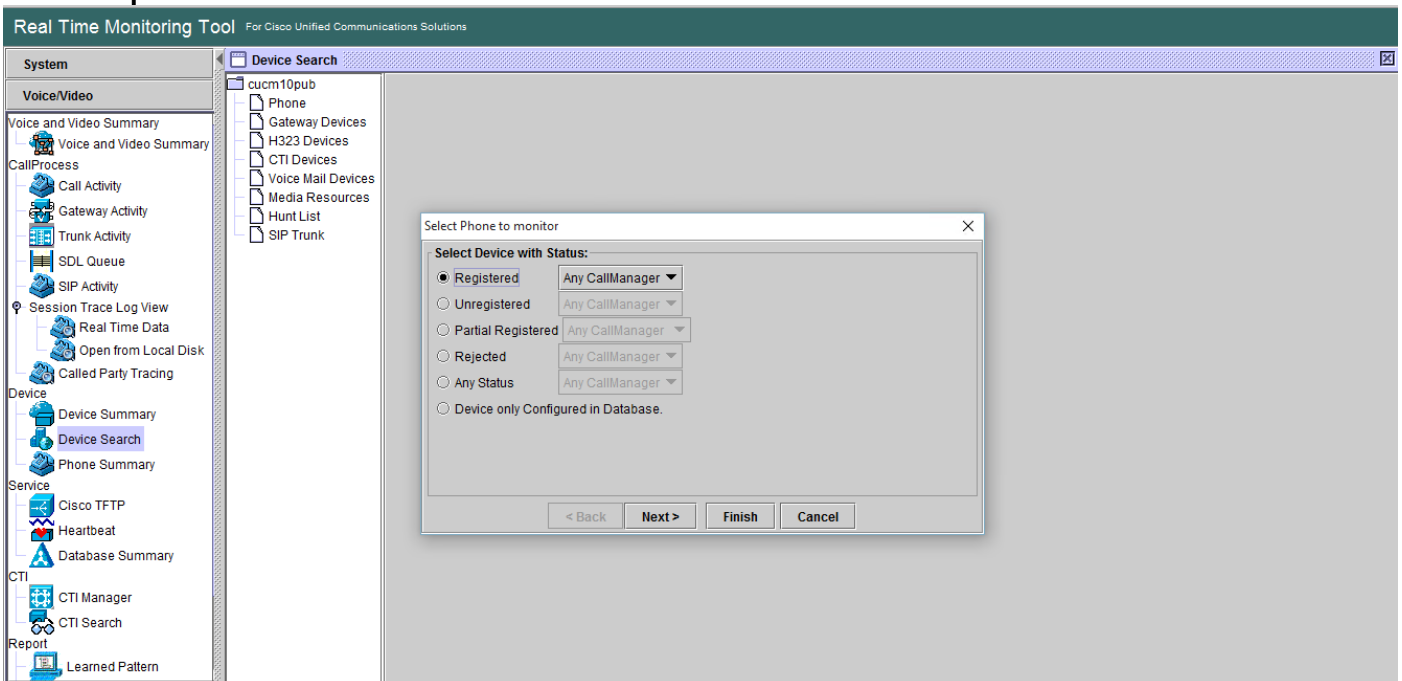 Real Time Monitoring Tool For Cisco Unified Communications Solutions
System
Voice/Video
Voice and Video Summary
Voice and Video Summary
CallProcess
Call Activity
Gateway Activity
Trunk Activity
SDL Queue
SIP Activity
Session Trace Log View
Real Time Data
Open from Local Disk
Called Party Tracing
Device
Device Summary
Device Search
Phone Summary
Service
Cisco TFTP
Heartbeat
Database Summary
CTI
CTI Manager
CTI Search
Report
Learned Pattern
Device Search
cucm10pub
Phone
Gateway Devices
H323 Devices
CTI Devices
Voice Mail Devices
Media Resources
Hunt List
SIP Trunk
Select Phone to monitor
Select Device with Status:
Registered Any CallManager
Unregistered Any CallManager
Partial Registered Any CallManager
Rejected Any CallManager
Any Status Any CallManager
Device only Configured in Database.
< Back Next > Finish Cancel